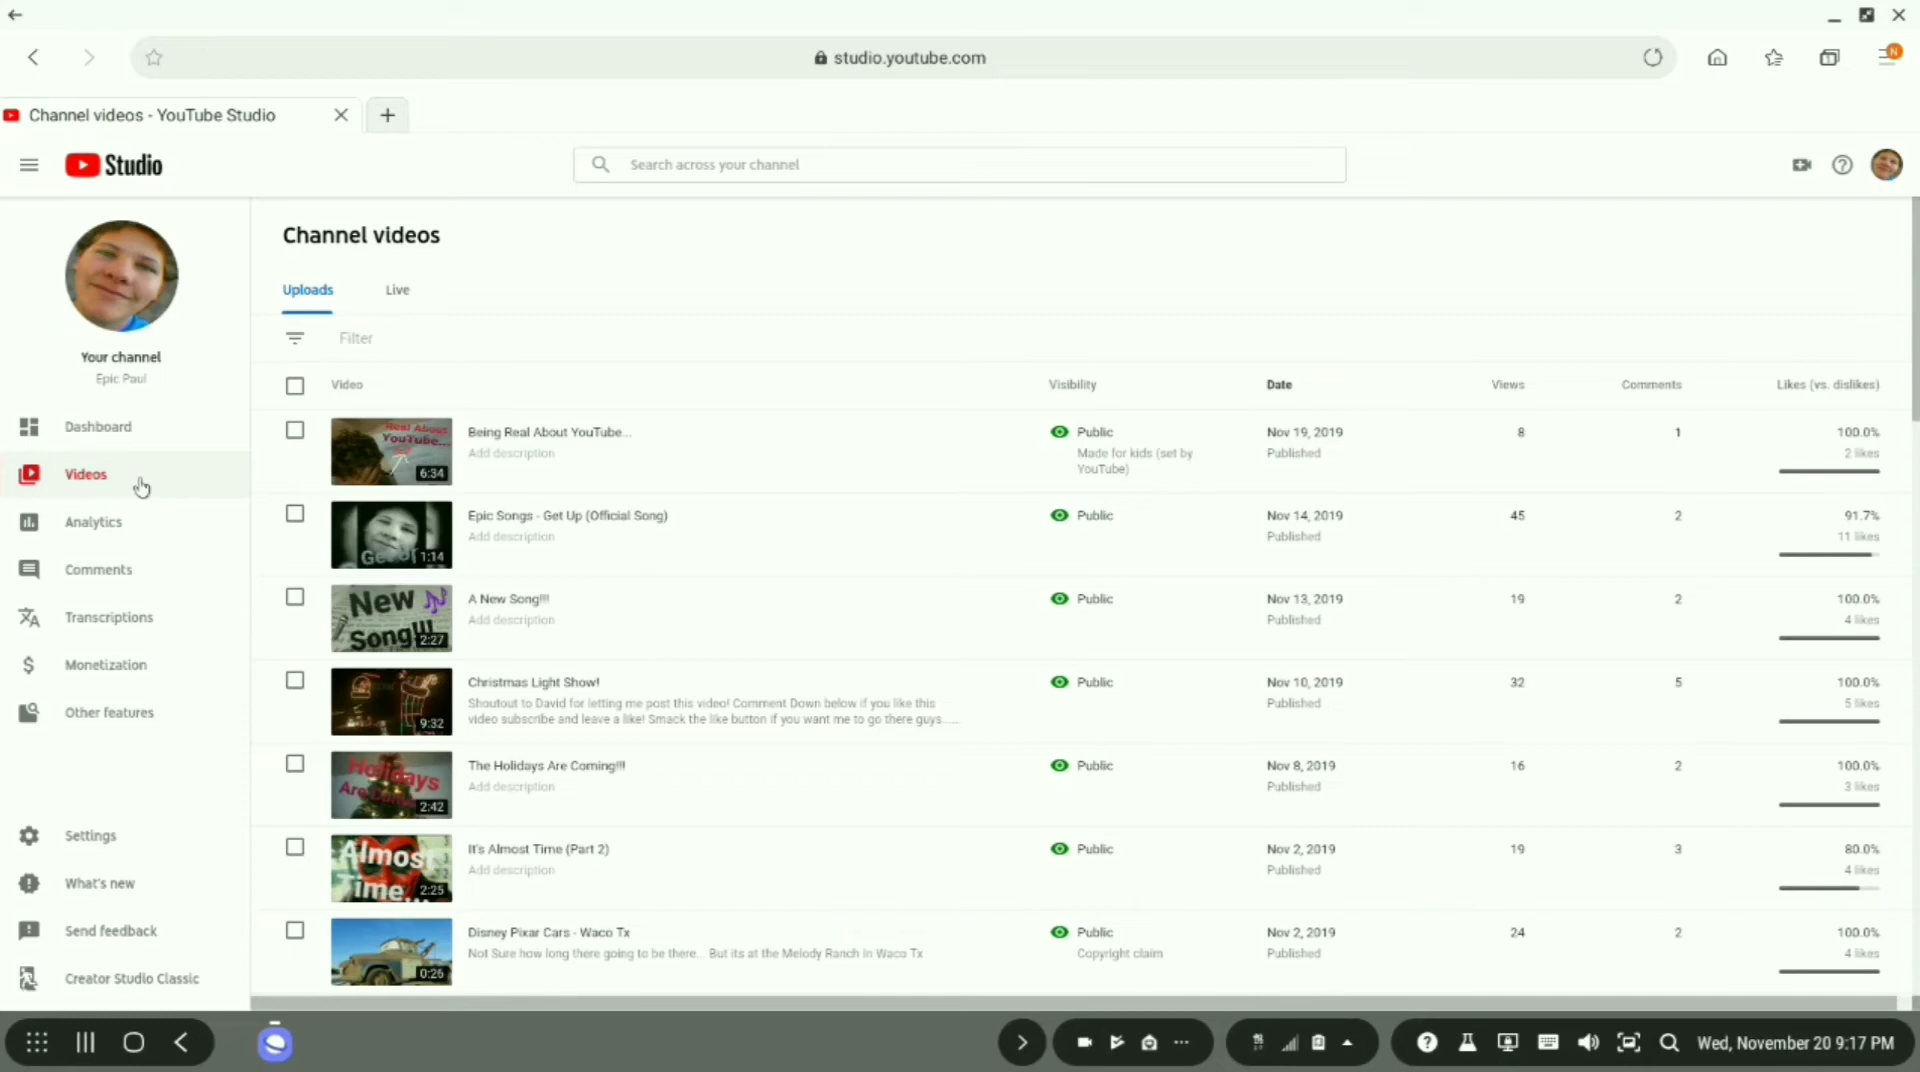 studio.youtube.com
N
Channel videos - YouTube Studio
Studio
Search across your channel
Channel videos
Uploads
Live
Your channel
Epic Paul
Filter
Video
Visibility
Date
Views
Comments
Likes (vs. dislikes)
Dashboard
Videos
Analytics
Comments
Transcriptions
Monetization
Other features
Settings
What's new
Send feedback
Creator Studio Classic
Real About
YouTube...
6:34
Being Real About YouTube...
Add description
Public
Made for kids (set by
YouTube)
Nov 19, 2019
Published
8
1
100.0%
2 likes
1:14
Epic Songs - Get Up (Official Song)
Add description
Public
Nov 14, 2019
Published
45
2
91.7%
11 likes
New
Song!!!
2:27
A New Song!!!
Add description
Public
Nov 13, 2019
Published
19
2
100.0%
4 likes
9:32
Christmas Light Show!
Shoutout to David for letting me post this video! Comment Down below if you like this
video subscribe and leave a like! Smack the like button if you want me to go there guys......
Public
Nov 10, 2019
Published
32
5
100.0%
5 likes
Holidays
Are
2:42
The Holidays Are Coming!!!
Add description
Public
Nov 8, 2019
Published
16
2
100.0%
3 likes
Almost
Time
2:25
It's Almost Time (Part 2)
Add description
Public
Nov 2, 2019
Published
19
3
80.0%
4 likes
0:26
Disney Pixar Cars - Waco Tx
Not Sure how long there going to be there... But its at the Melody Ranch In Waco Tx
Public
Copyright claim
Nov 2, 2019
Published
24
2
100.0%
4 likes
Wed, November 20 9:17 PM